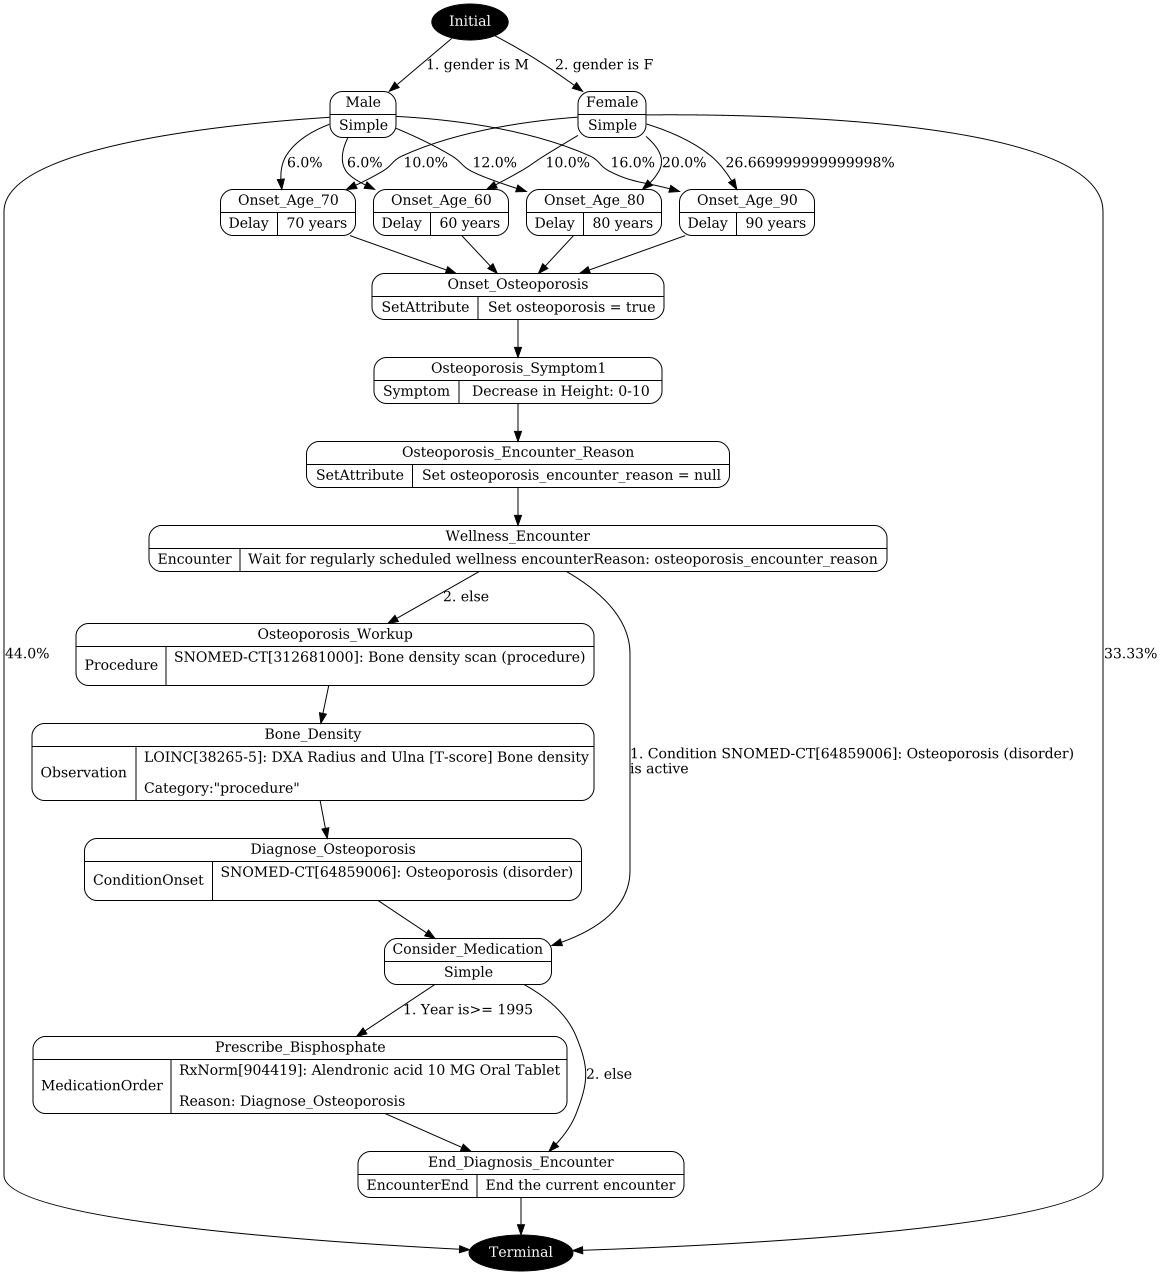 Initial
1. gender is M
2. gender is F
Male
Simple
Female
Simple
6.0%
6.0%
10.0%
12.0%
10.0%
16.0%
20.0%
26.669999999999998%
Onset_Age_70
Delay
70 years
Onset_Age_60
Delay
60 years
Onset_Age_80
Delay
80 years
Onset_Age_90
Delay
90 years
Onset_Osteoporosis
SetAttribute
Set osteoporosis = true
Osteoporosis_Symptom1
Symptom
Decrease in Height: 0-10
Osteoporosis_Encounter_Reason
SetAttribute
Set osteoporosis_encounter_reason = null
Wellness_Encounter
Encounter
Wait for regularly scheduled wellness encounterReason: osteoporosis_encounter_reason
2. else
Osteoporosis_Workup
Procedure
SNOMED-CT[312681000]: Bone density scan (procedure)
44.0%
33.33%
Bone_Density
Observation
LOINC[38265-5]: DXA Radius and Ulna [T-score] Bone density
Category:"procedure"
1. Condition SNOMED-CT[64859006]: Osteoporosis (disorder)
is active
Diagnose_Osteoporosis
ConditionOnset
SNOMED-CT[64859006]: Osteoporosis (disorder)
Consider_Medication
Simple
1. Year is>= 1995
Prescribe_Bisphosphate
MedicationOrder
RxNorm[904419]: Alendronic acid 10 MG Oral Tablet
Reason: Diagnose_Osteoporosis
2. else
End_Diagnosis_Encounter
EncounterEnd
End the current encounter
Terminal